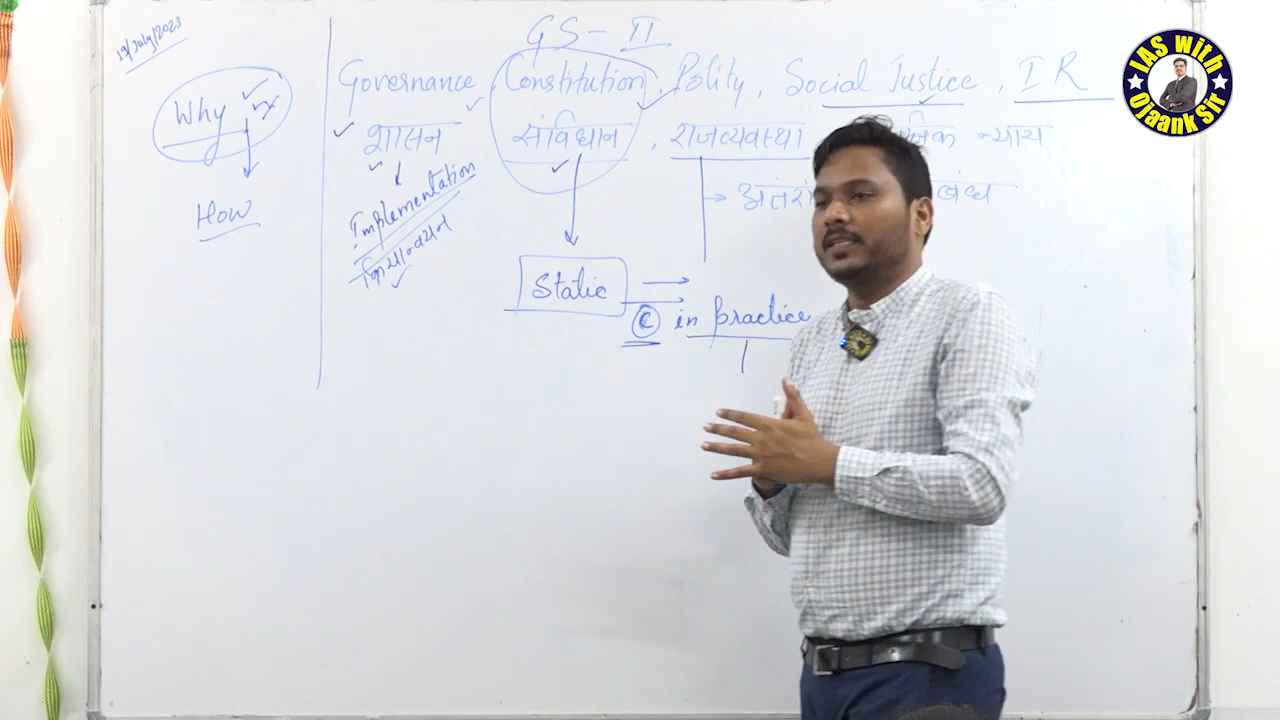 19/July/2023
GS-II
Governance, Constitution, Polity, Social Justice, IR
Why
शासन संविधान, राजव्यवस्था न्याय
Implementation
How
Static
C in practice
IAS With
Ojaank Sir